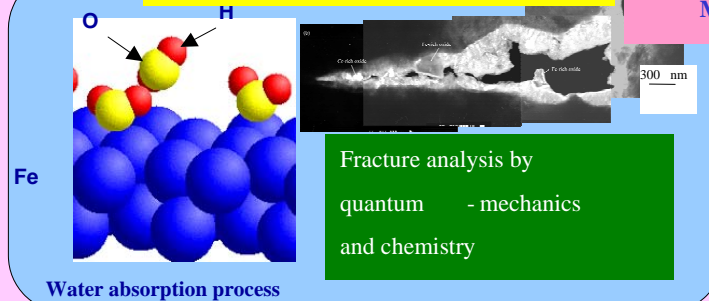 O
H
M
Fe
Cr-rich oxide
Fe-rich oxide
300 nm
Fracture analysis by
quantum - mechanics
and chemistry
Water absorption process